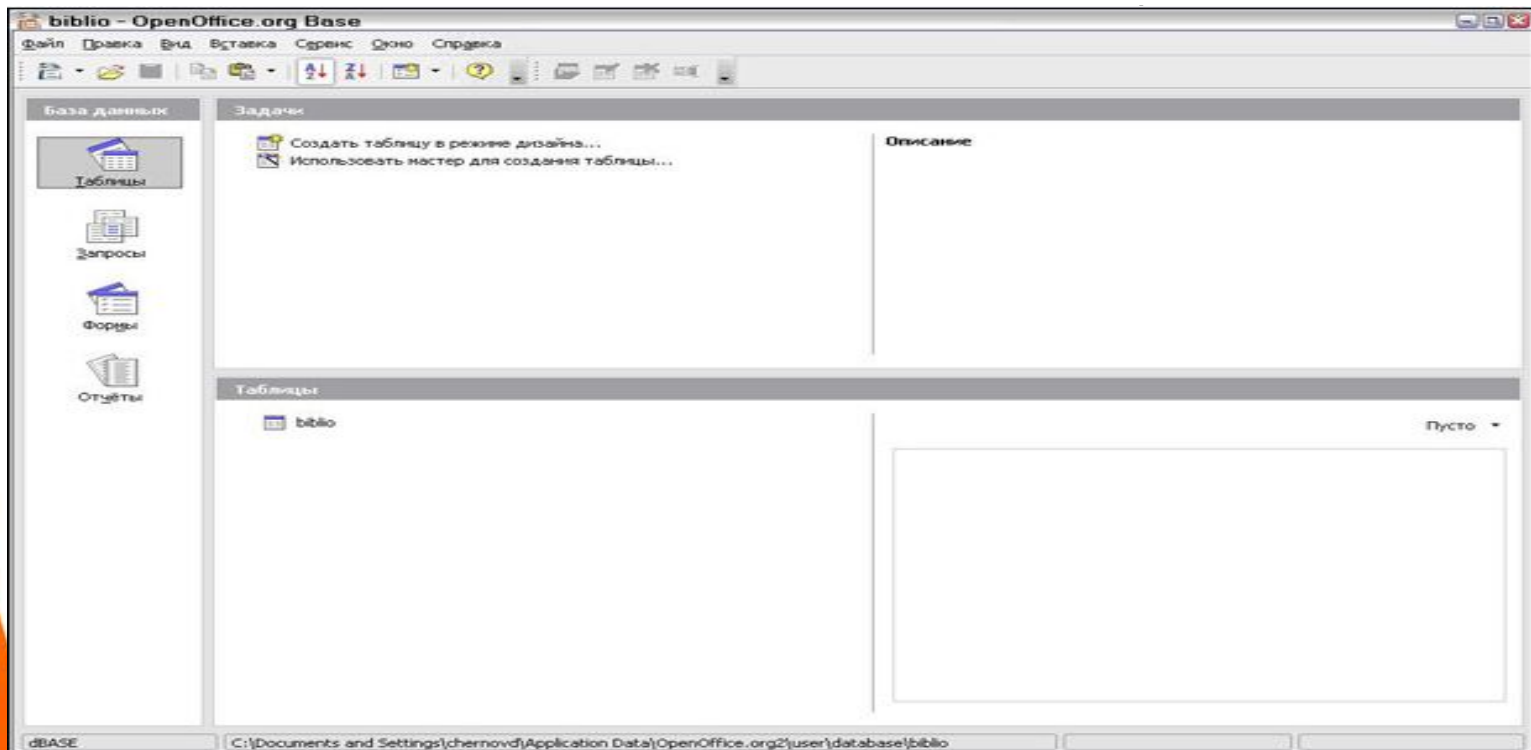 biblio - OpenOffice.org Base
Файл Правка Вид Вставка Сервис Окно Справка
База данных
Задачи
Создать таблицу в режиме дизайна...
Использовать мастер для создания таблицы...
Описание
Таблицы
Запросы
Формы
Отчёты
Таблицы
biblio
Пусто
dBASE
C:\Documents and Settings\chernovd\Application Data\OpenOffice.org2\user\database\biblio